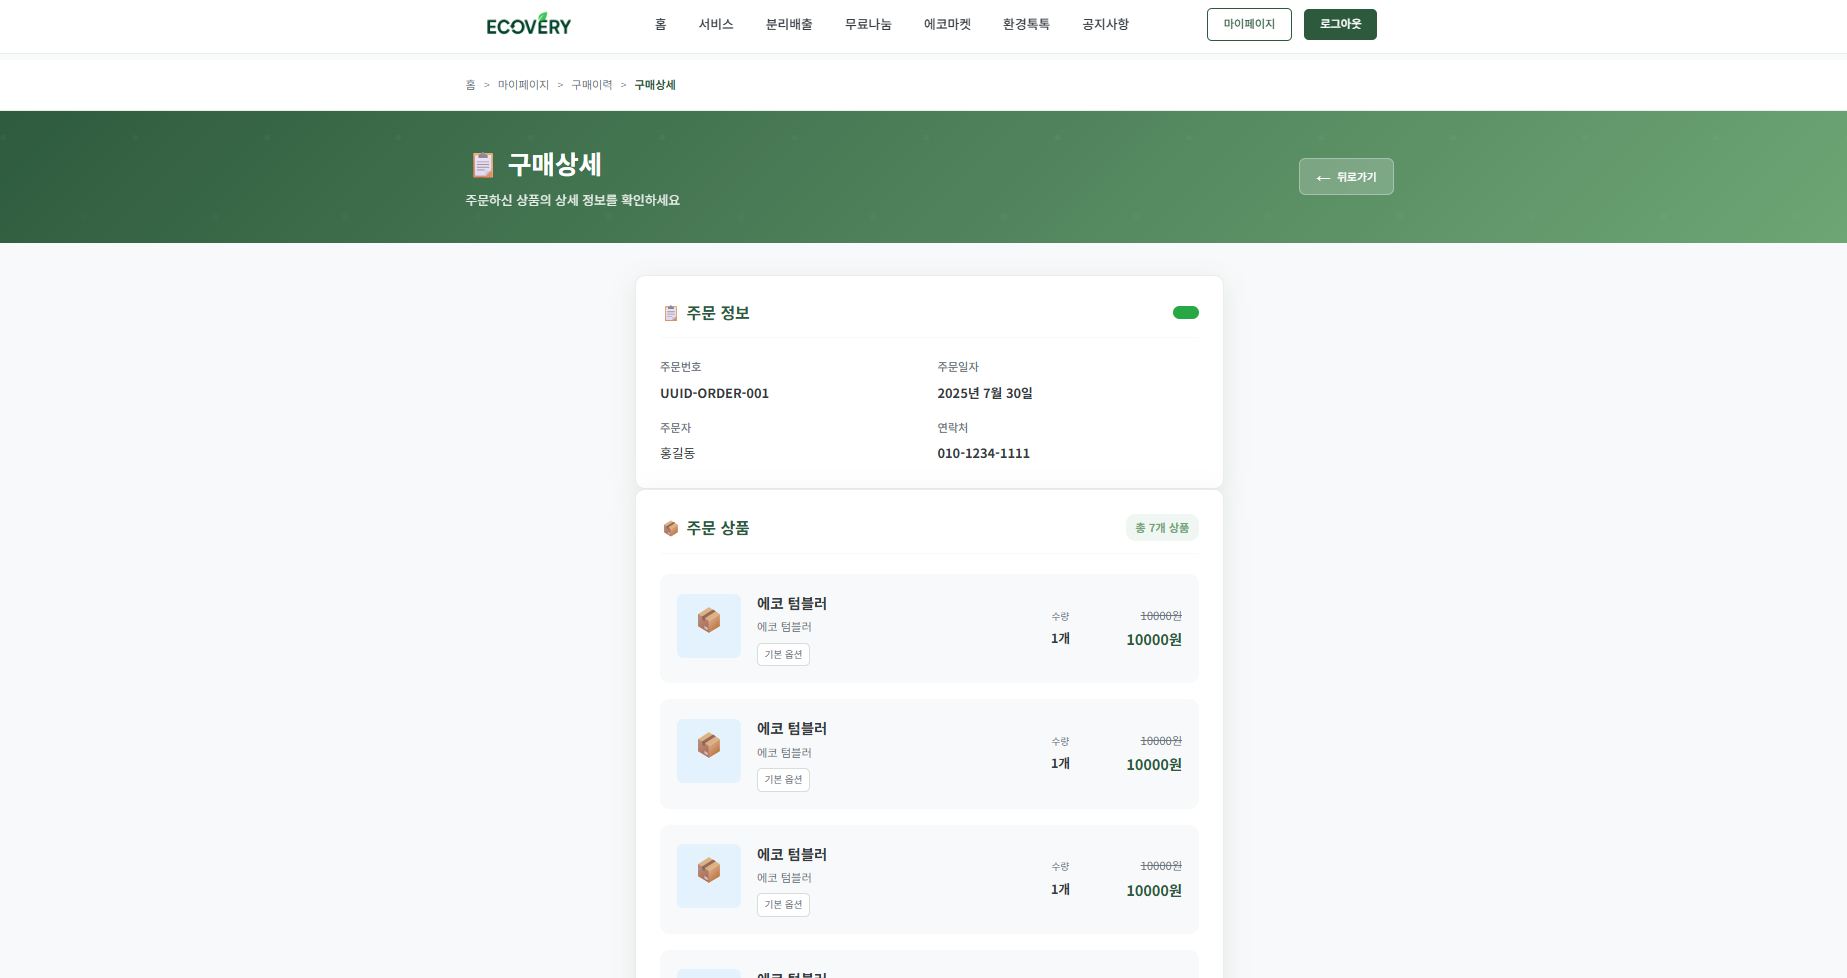 ECOVERY
홈 서비스 분리배출 무료나눔 에코마켓 환경톡톡 공지사항 마이페이지 로그아웃
홈 > 마이페이지 > 구매이력 > 구매상세
구매상세
주문하신 상품의 상세 정보를 확인하세요
← 뒤로가기
주문 정보
주문번호 주문일자
UUID-ORDER-001 2025년 7월 30일
주문자 연락처
홍길동 010-1234-1111
주문 상품 총 7개 상품
에코 텀블러
에코 텀블러
기본 옵션
수량
1개
10000원
10000원
에코 텀블러
에코 텀블러
기본 옵션
수량
1개
10000원
10000원
에코 텀블러
에코 텀블러
기본 옵션
수량
1개
10000원
10000원